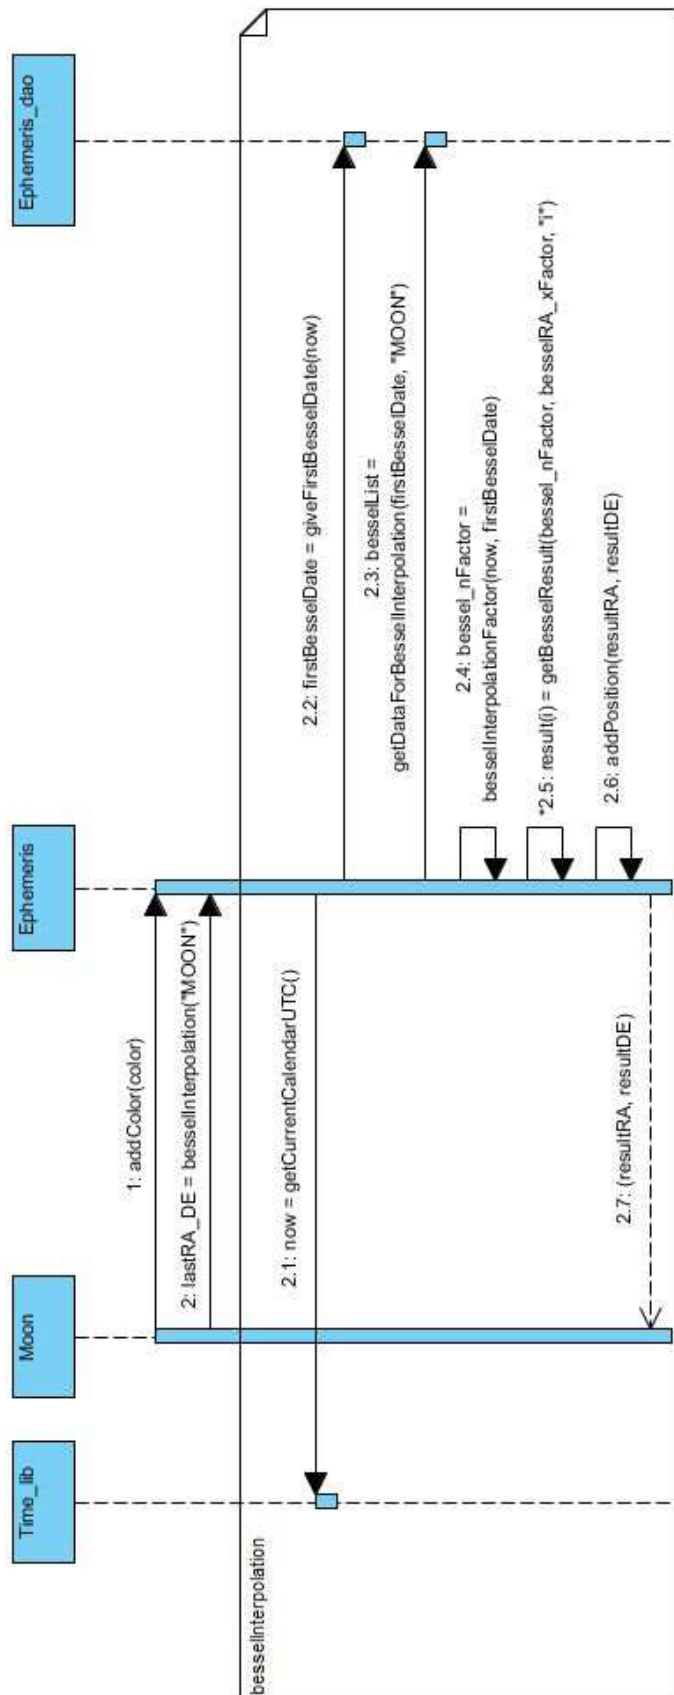 Time_lib
Moon
Ephemeris
Ephemeris_dao
1: addColor(color)
2: lastRA_DE = besselInterpolation("MOON")
besselInterpolation
2.1: now = getCurrentCalendarUTC()
2.2: firstBesselDate = giveFirstBesselDate(now)
2.3: besselList =
getDataForBesselInterpolation(firstBesselDate, "MOON")
2.4: bessel_nFactor =
besselInterpolationFactor(now, firstBesselDate)
*2.5: result(i) = getBesselResult(bessel_nFactor, besselRA_xFactor, "i")
2.6: addPosition(resultRA, resultDE)
2.7: (resultRA, resultDE)